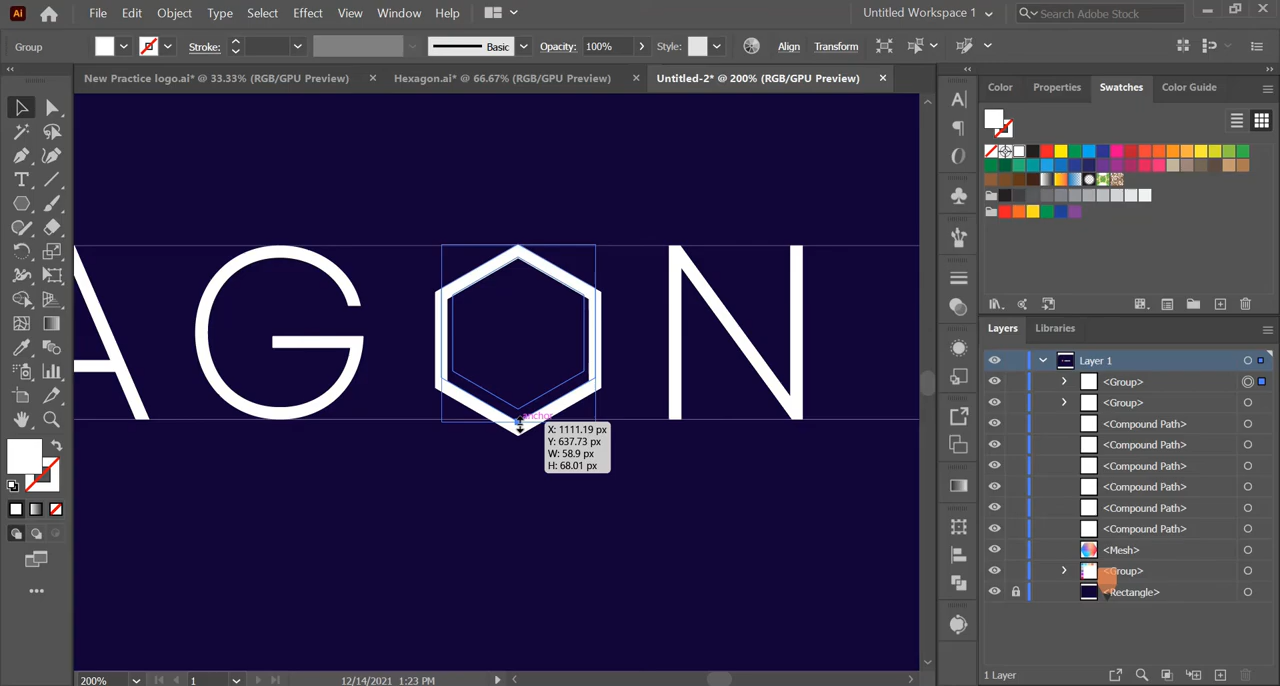 Ai File Edit Object Type Select Effect View Window Help Untitled Workspace 1 Search Adobe Stock
Group Stroke: Basic Opacity: 100% Style: Align Transform
New Practice logo.ai* @ 33.33% (RGB/GPU Preview) Hexagon.ai* @ 66.67% (RGB/GPU Preview) Untitled-2* @ 200% (RGB/GPU Preview)
Color Properties Swatches Color Guide
AGON
anchor
X: 1111.19 px
Y: 637.73 px
W: 58.9 px
H: 68.01 px
Layers Libraries
Layer 1
<Group>
<Group>
<Compound Path>
<Compound Path>
<Compound Path>
<Compound Path>
<Compound Path>
<Compound Path>
<Mesh>
<Group>
<Rectangle>
1 Layer
200% 1 12/14/2021 1:23 PM